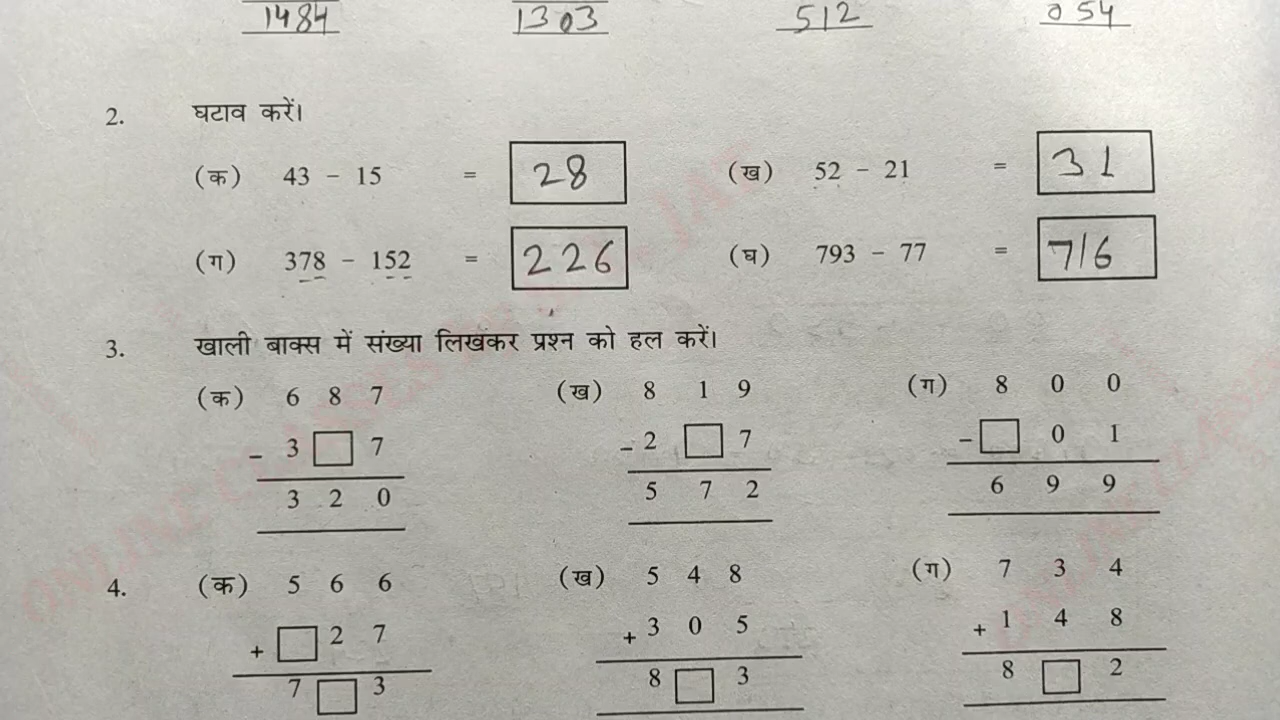 1484 1303 512 054
2. घटाव करें।
(क) 43 - 15 = 28 (ख) 52 - 21 = 31
(ग) 378 - 152 = 226 (घ) 793 - 77 = 716
3. खाली बाक्स में संख्या लिखकर प्रश्न को हल करें।
(क) 6 8 7 (ख) 8 1 9 (ग) 8 0 0
- 3 □ 7 - 2 □ 7 - □ 0 1
3 2 0 5 7 2 6 9 9
4. (क) 5 6 6 (ख) 5 4 8 (ग) 7 3 4
+ □ 2 7 + 3 0 5 + 1 4 8
7 □ 3 8 □ 3 8 □ 2